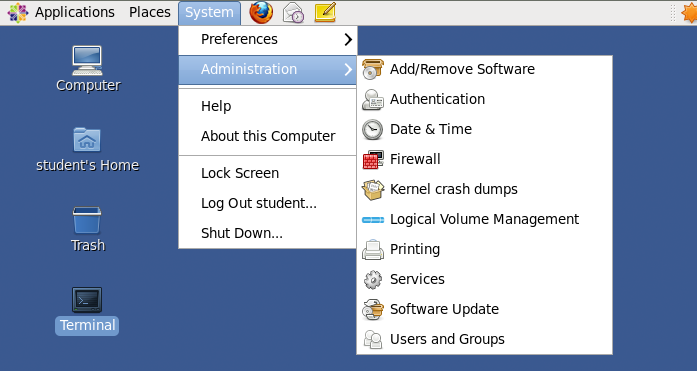 Applications Places System
Preferences
Administration
Help
About this Computer
Lock Screen
Log Out student...
Shut Down...
Add/Remove Software
Authentication
Date & Time
Firewall
Kernel crash dumps
Logical Volume Management
Printing
Services
Software Update
Users and Groups
Computer
student's Home
Trash
Terminal